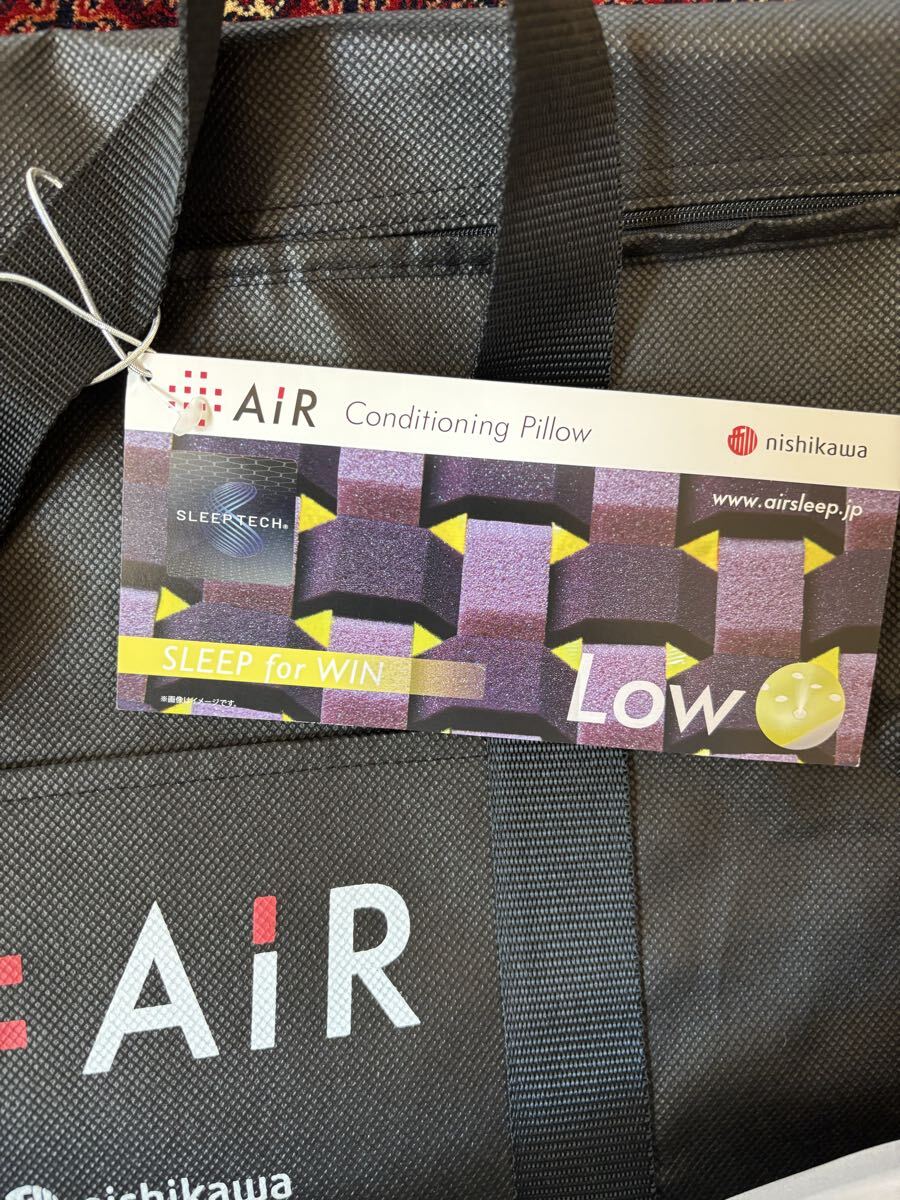 AiR Conditioning Pillow
nishikawa
www.airsleep.jp
SLEEPTECH®
SLEEP for WIN
Low
※画像はイメージです。
AiR
nishikawa